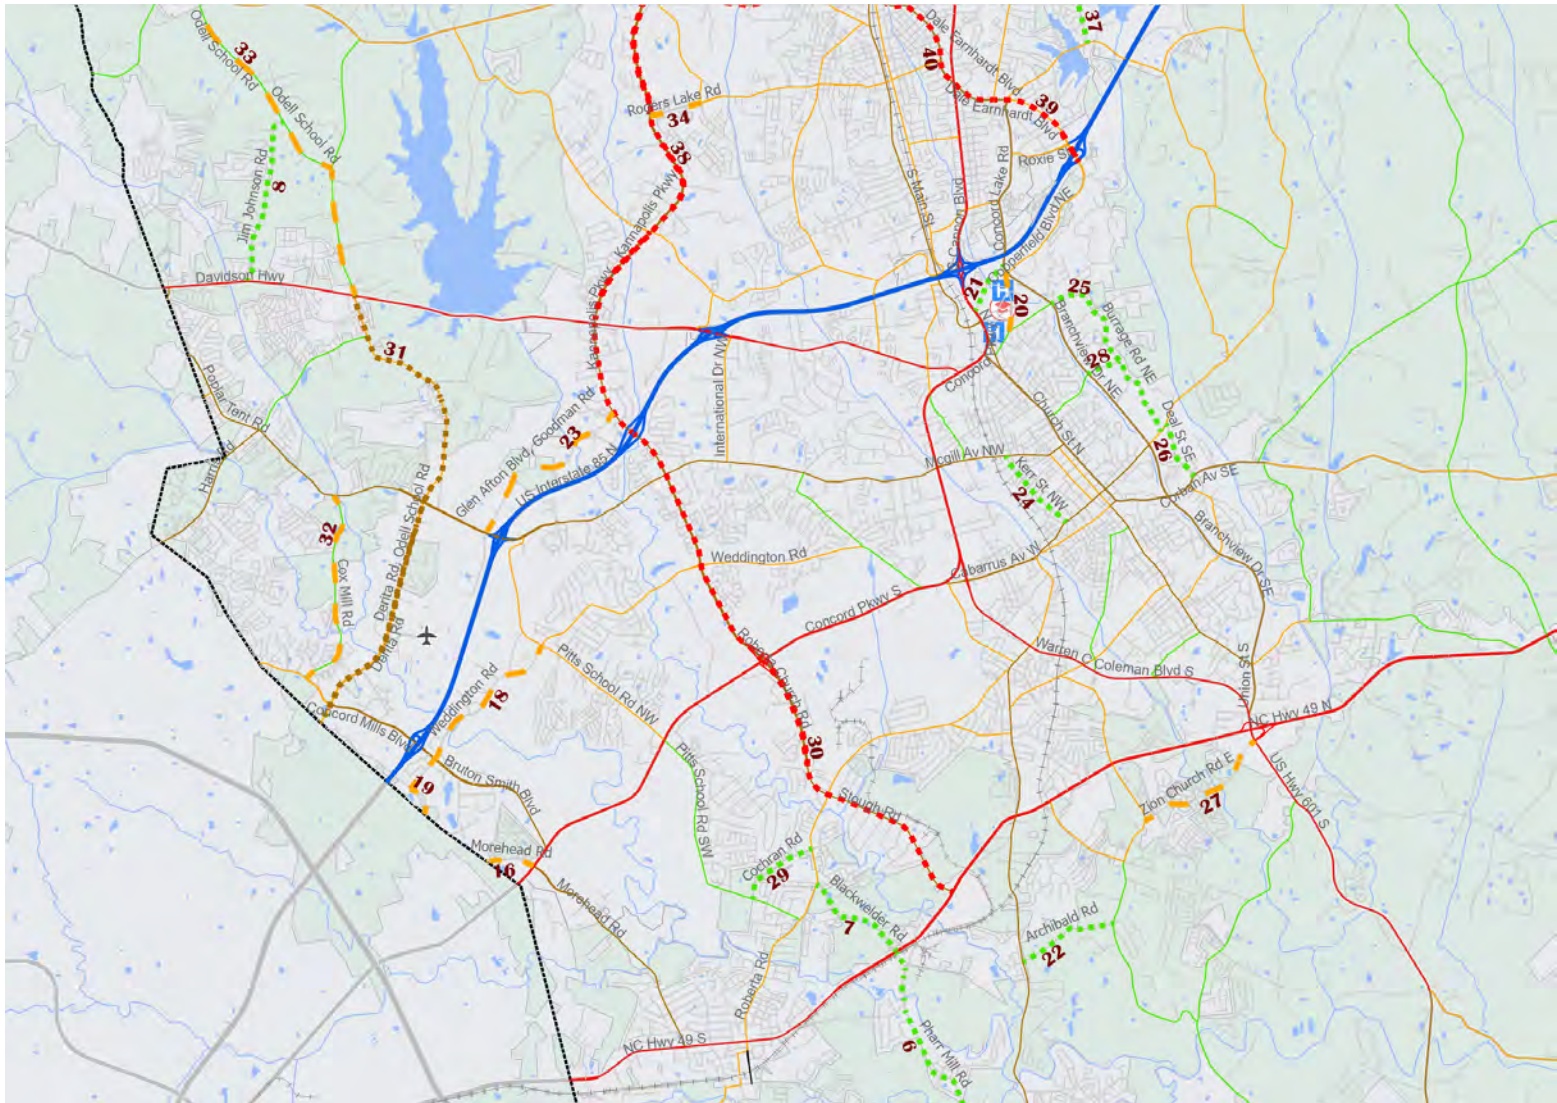 Odell School Rd
33
Odell School Rd
Dale Earnhardt Blvd
40
37
Dale Earnhardt Blvd
39
Rogers Lake Rd
34
38
Roxie St
Jim Johnson Rd
8
Kannapolis Pkwy
S Main St
Concord Lake Rd
Copperfield Blvd NE
Davidson Hwy
Kannapolis Pkwy
21
H
20
25
Burrage Rd NE
Branchview Dr NE
28
31
International Dr NW
Poplar Tent Rd
Deal St SE
Church St N
26
Glen Afton Blvd, Goodman Rd
23
US Interstate 85 N
Mcgill Av NW
Kerr St NW
24
Corban Av SE
Harris Rd
Derita Rd, Odell School Rd
32
Cox Mill Rd
Branchview Dr SE
Weddington Rd
Cabarrus Av W
Concord Pkwy S
Derita Rd
Roberta Church Rd
Warren C Coleman Blvd S
Pitts School Rd NW
Weddington Rd
18
Union St S
NC Hwy 49 N
Concord Mills Blvd
30
Bruton Smith Blvd
19
Pitts School Rd SW
Stough Rd
Zion Church Rd E
27
US Hwy 601 S
Morehead Rd
16
Cochran Rd
29
Morehead Rd
Blackwelder Rd
7
Archibald Rd
22
Roberta Rd
NC Hwy 49 S
6
Pharr Mill Rd